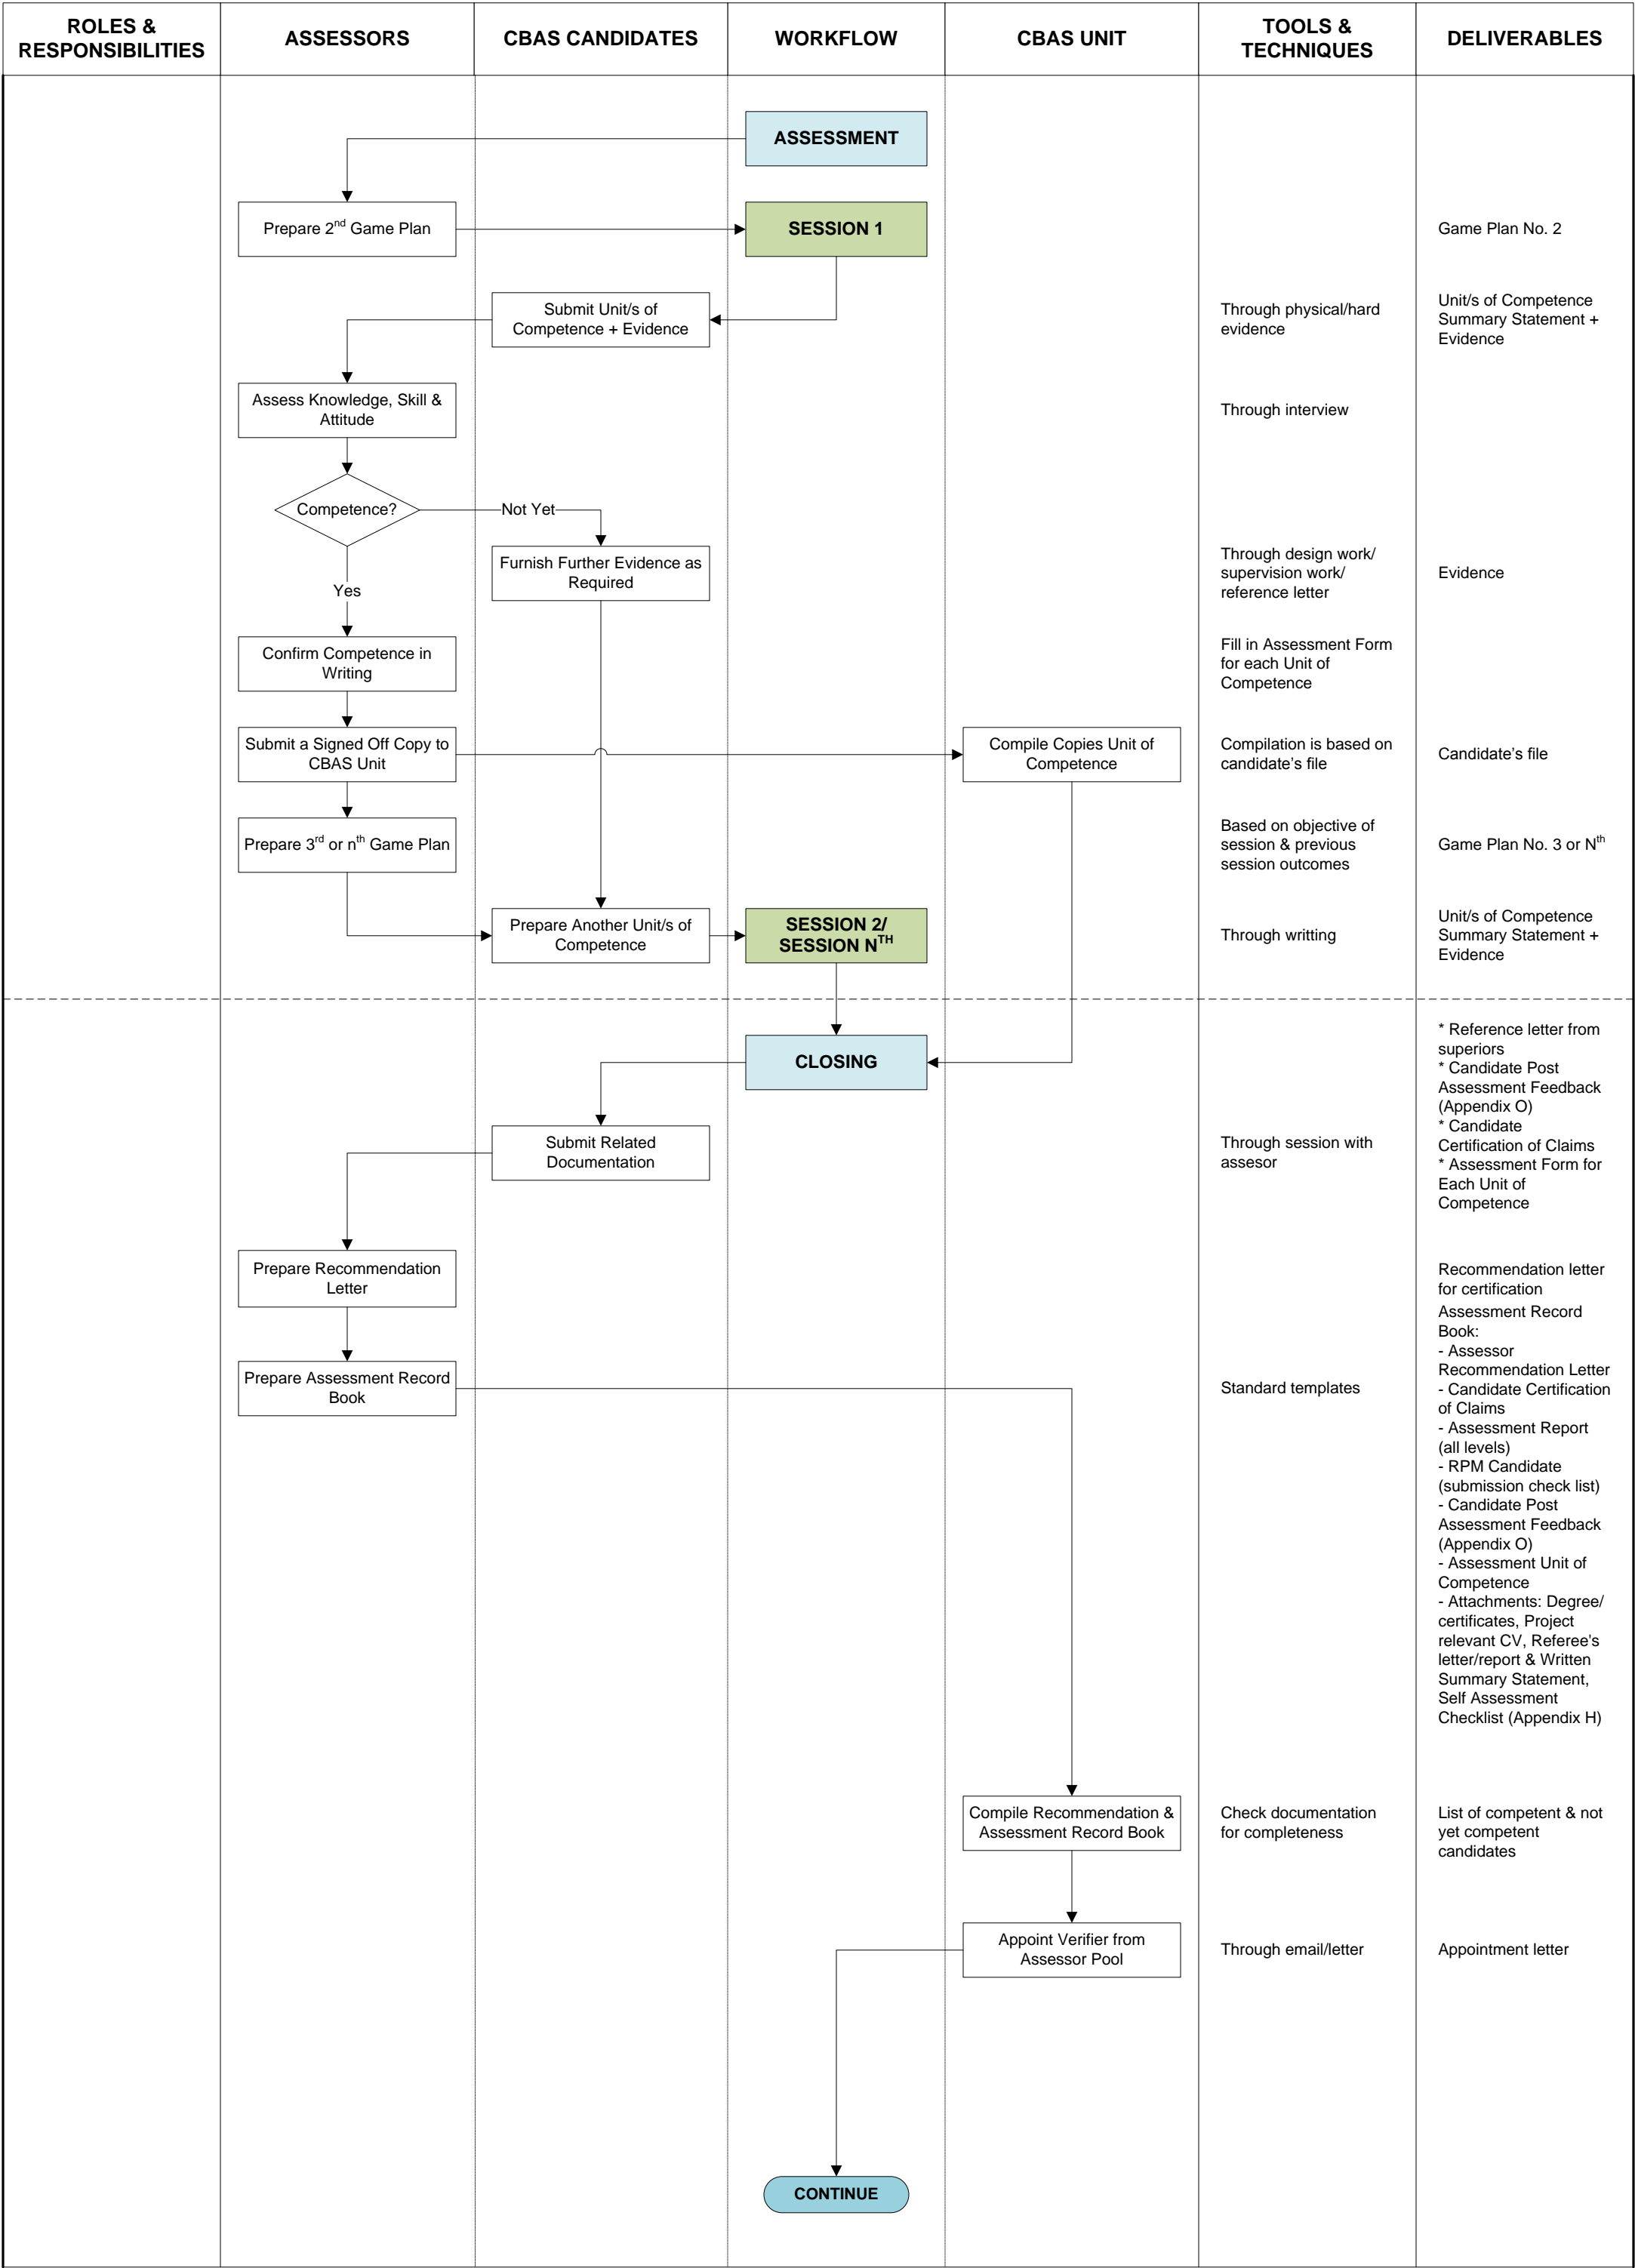 ROLES &
RESPONSIBILITIES
ASSESSORS
CBAS CANDIDATES
WORKFLOW
CBAS UNIT
TOOLS &
TECHNIQUES
DELIVERABLES
ASSESSMENT
Prepare 2nd Game Plan
SESSION 1
Game Plan No. 2
Submit Unit/s of
Competence + Evidence
Through physical/hard
evidence
Unit/s of Competence
Summary Statement +
Evidence
Assess Knowledge, Skill &
Attitude
Through interview
Competence?
Not Yet
Yes
Furnish Further Evidence as
Required
Through design work/
supervision work/
reference letter
Evidence
Confirm Competence in
Writing
Fill in Assessment Form
for each Unit of
Competence
Submit a Signed Off Copy to
CBAS Unit
Compile Copies Unit of
Competence
Compilation is based on
candidate's file
Candidate's file
Prepare 3rd or nth Game Plan
Based on objective of
session & previous
session outcomes
Game Plan No. 3 or Nth
Prepare Another Unit/s of
Competence
SESSION 2/
SESSION NTH
Through writting
Unit/s of Competence
Summary Statement +
Evidence
CLOSING
Submit Related
Documentation
Through session with
assesor
* Reference letter from
superiors
* Candidate Post
Assessment Feedback
(Appendix O)
* Candidate
Certification of Claims
* Assessment Form for
Each Unit of
Competence
Prepare Recommendation
Letter
Recommendation letter
for certification
Prepare Assessment Record
Book
Standard templates
Assessment Record
Book:
- Assessor
Recommendation Letter
- Candidate Certification
of Claims
- Assessment Report
(all levels)
- RPM Candidate
(submission check list)
- Candidate Post
Assessment Feedback
(Appendix O)
- Assessment Unit of
Competence
- Attachments: Degree/
certificates, Project
relevant CV, Referee's
letter/report & Written
Summary Statement,
Self Assessment
Checklist (Appendix H)
Compile Recommendation &
Assessment Record Book
Check documentation
for completeness
List of competent & not
yet competent
candidates
Appoint Verifier from
Assessor Pool
Through email/letter
Appointment letter
CONTINUE